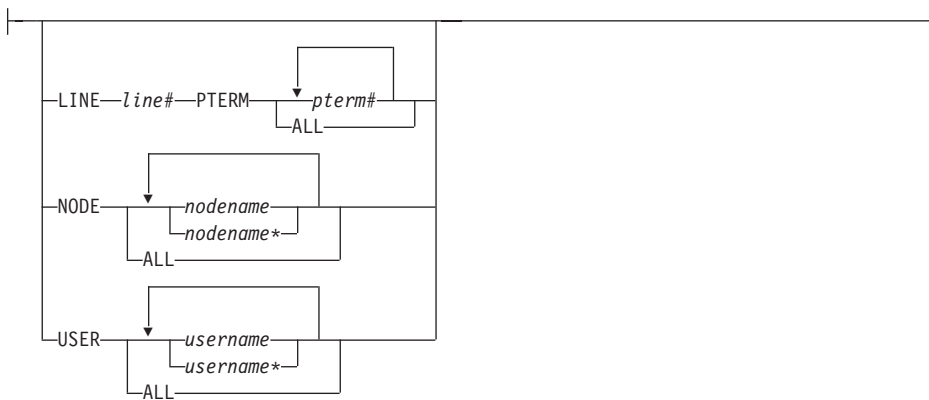 LINE line# PTERM pterm#
ALL
NODE nodename
nodename*
ALL
USER username
username*
ALL